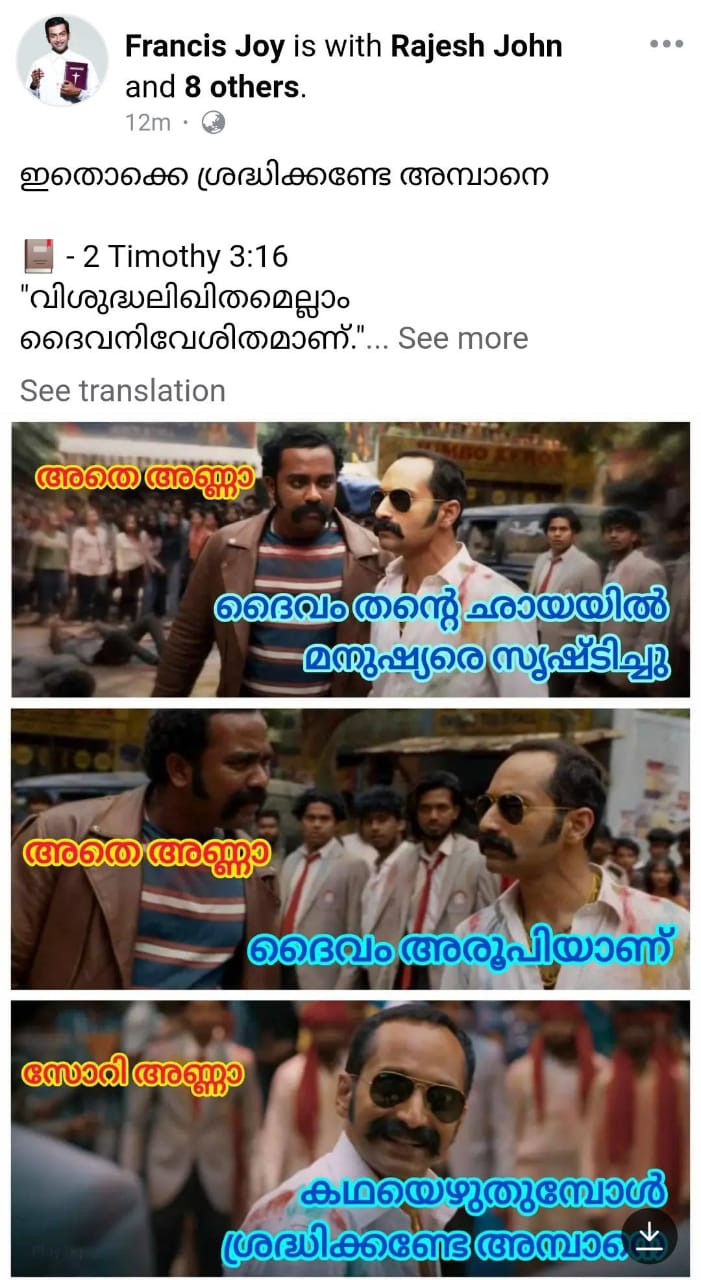 Francis Joy is with Rajesh John
and 8 others.
12m ·
ഇതൊക്കെ ശ്രദ്ധിക്കണ്ടേ അമ്പാനെ
📕 - 2 Timothy 3:16
"വിശുദ്ധലിഖിതമെല്ലാം
ദൈവനിവേശിതമാണ്."... See more
See translation
അതെ അണ്ണാ
ദൈവം തന്റെ ഛായയിൽ
മനുഷ്യരെ സൃഷ്ടിച്ചു
അതെ അണ്ണാ
ദൈവം അരൂപിയാണ്
സോറി അണ്ണാ
കഥയെഴുതുമ്പോൾ
ശ്രദ്ധിക്കണ്ടേ